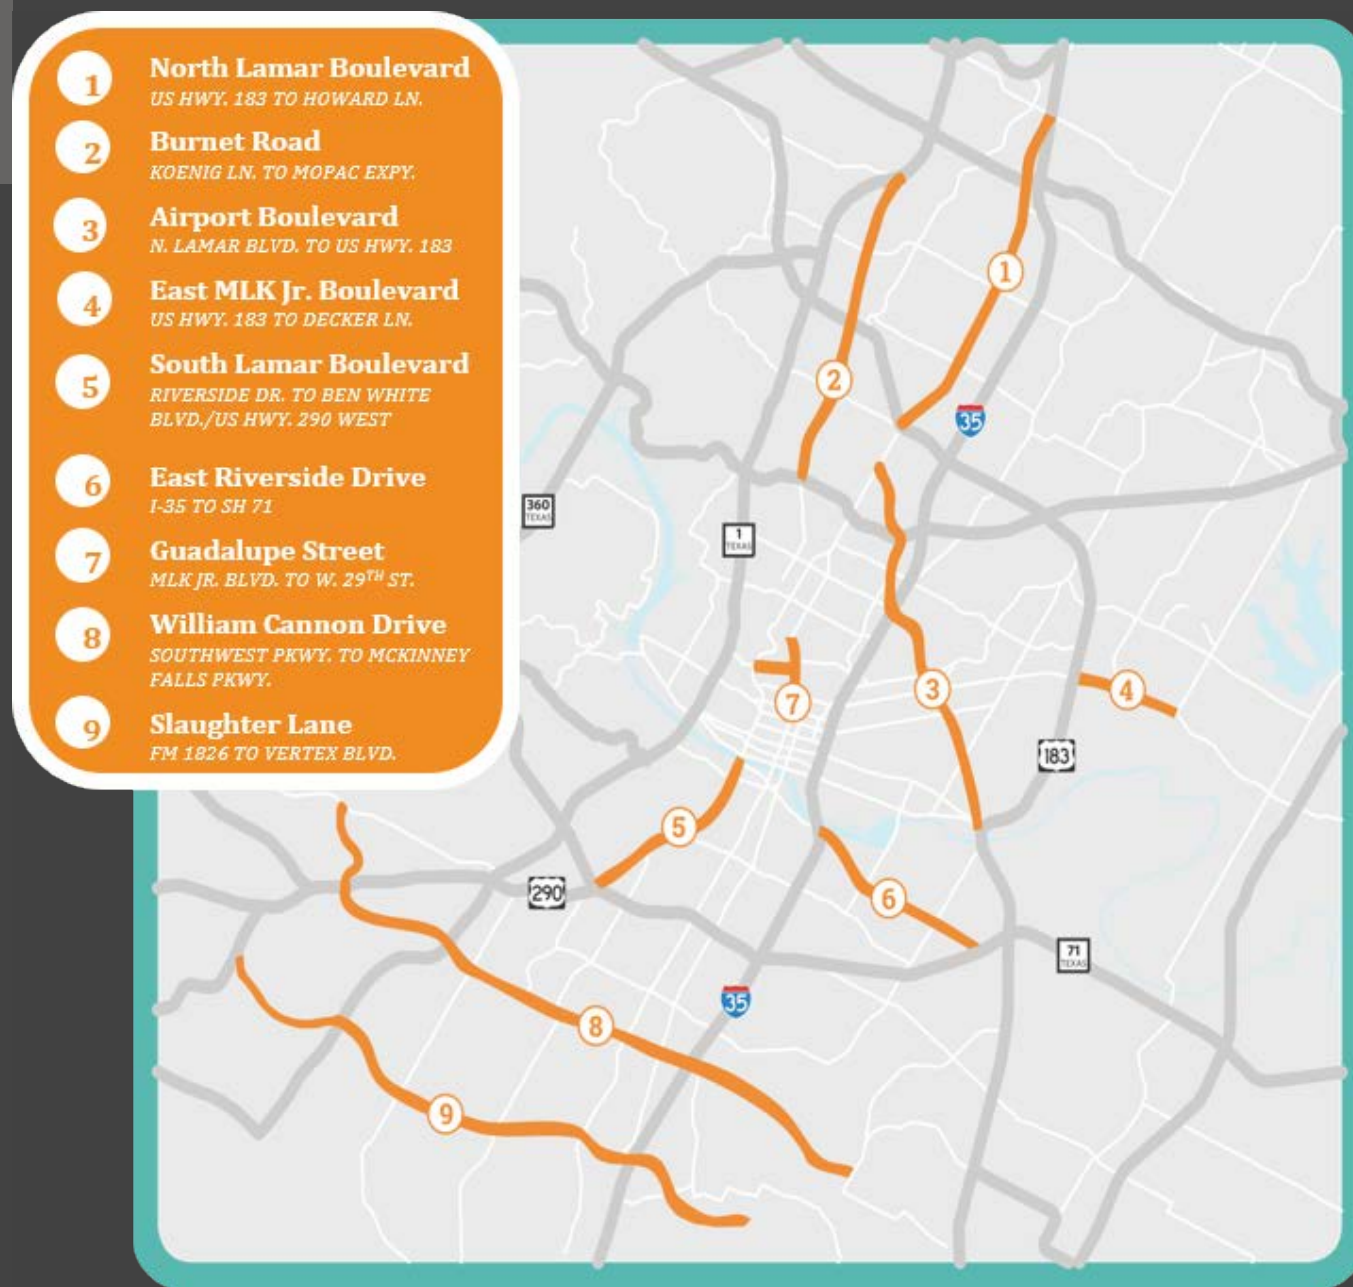 1
North Lamar Boulevard
US HWY. 183 TO HOWARD LN.
2
Burnet Road
KOENIG LN. TO MOPAC EXPY.
3
Airport Boulevard
N. LAMAR BLVD. TO US HWY. 183
4
East MLK Jr. Boulevard
US HWY. 183 TO DECKER LN.
5
South Lamar Boulevard
RIVERSIDE DR. TO BEN WHITE
BLVD./US HWY. 290 WEST
6
East Riverside Drive
I-35 TO SH 71
7
Guadalupe Street
MLK JR. BLVD. TO W. 29TH ST.
8
William Cannon Drive
SOUTHWEST PKWY. TO MCKINNEY
FALLS PKWY.
9
Slaughter Lane
FM 1826 TO VERTEX BLVD.
1
2
35
360
TEXAS
1
TEXAS
3
4
7
183
5
290
6
71
TEXAS
35
8
9